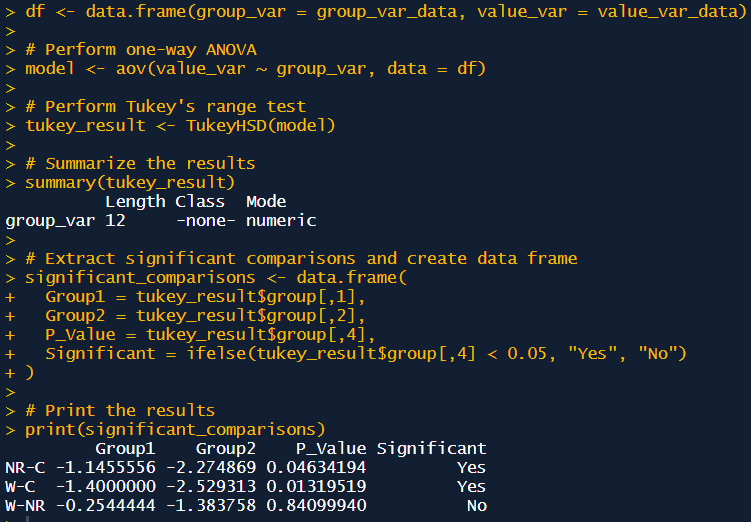 > df <- data.frame(group_var = group_var_data, value_var = value_var_data)
>
> # Perform one-way ANOVA
> model <- aov(value_var ~ group_var, data = df)
>
> # Perform Tukey's range test
> tukey_result <- TukeyHSD(model)
>
> # Summarize the results
> summary(tukey_result)
          Length Class  Mode
group_var 12     -none- numeric
>
> # Extract significant comparisons and create data frame
> significant_comparisons <- data.frame(
+   Group1 = tukey_result$group[,1],
+   Group2 = tukey_result$group[,2],
+   P_Value = tukey_result$group[,4],
+   Significant = ifelse(tukey_result$group[,4] < 0.05, "Yes", "No")
+ )
>
> # Print the results
> print(significant_comparisons)
         Group1    Group2    P_Value Significant
NR-C -1.1455556 -2.274869 0.04634194         Yes
W-C  -1.4000000 -2.529313 0.01319519         Yes
W-NR -0.2544444 -1.383758 0.84099940          No